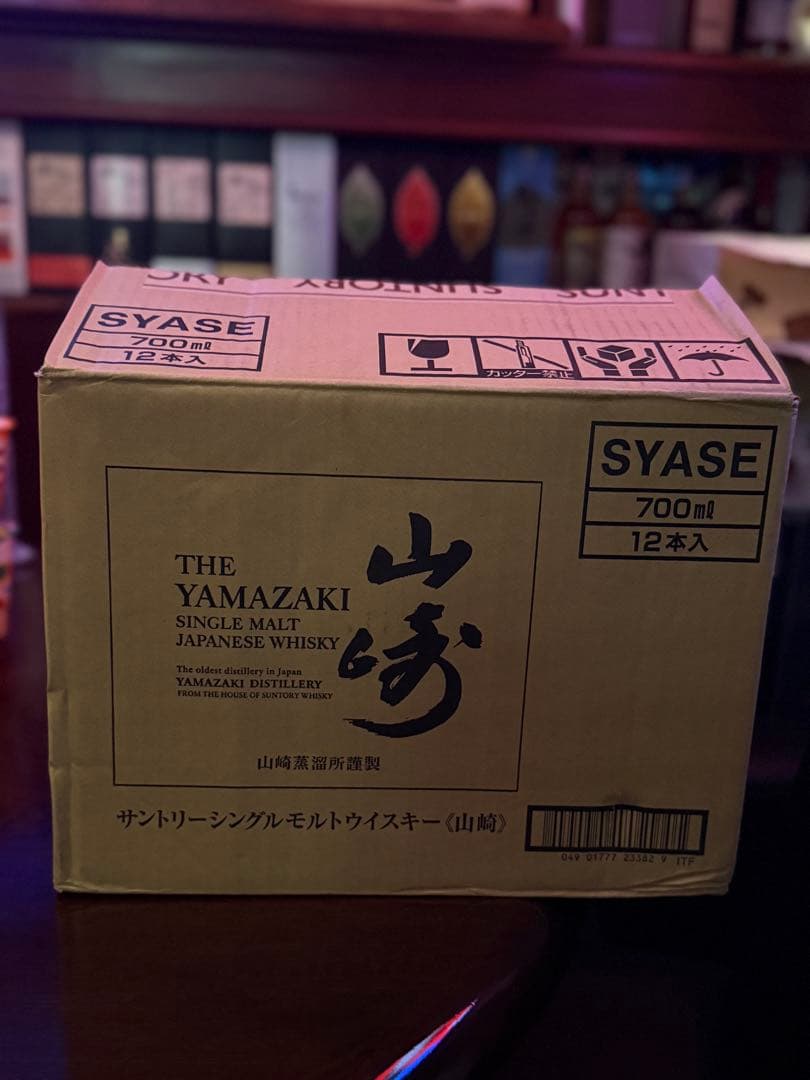 SUNTORY
SYASE
700㎖
12本入
カッター禁止
SYASE
700㎖
12本入
THE
YAMAZAKI
SINGLE MALT
JAPANESE WHISKY
The oldest distillery in Japan
YAMAZAKI DISTILLERY
FROM THE HOUSE OF SUNTORY WHISKY
山崎
山崎蒸溜所謹製
サントリーシングルモルトウイスキー《山崎》
049 01777 23382 9 ITF